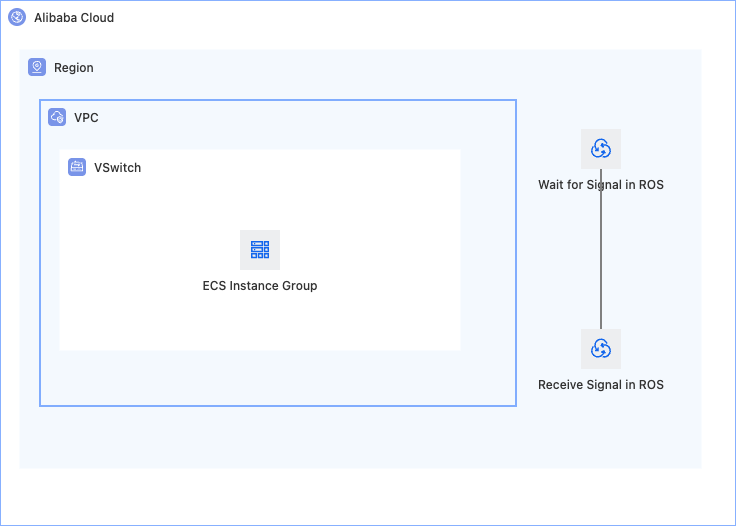 Alibaba Cloud
Region
VPC
VSwitch
ECS Instance Group
Wait for Signal in ROS
Receive Signal in ROS